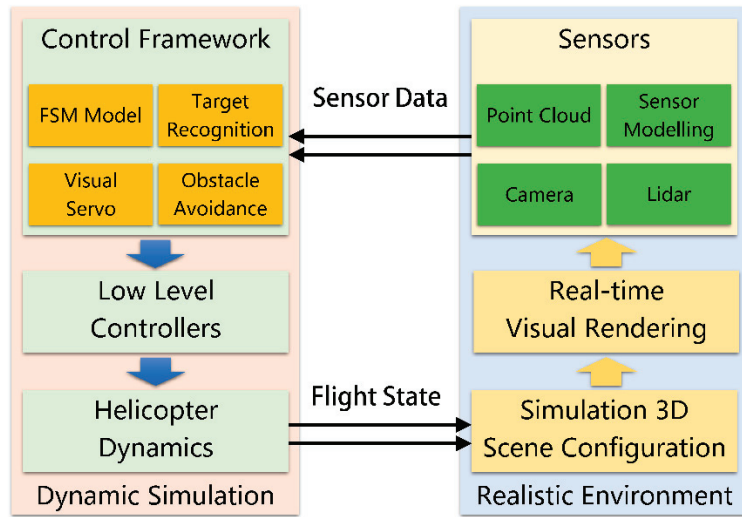 Control Framework
FSM Model
Target
Recognition
Visual
Servo
Obstacle
Avoidance
Low Level
Controllers
Helicopter
Dynamics
Dynamic Simulation
Sensor Data
Flight State
Sensors
Point Cloud
Sensor
Modelling
Camera
Lidar
Real-time
Visual Rendering
Simulation 3D
Scene Configuration
Realistic Environment